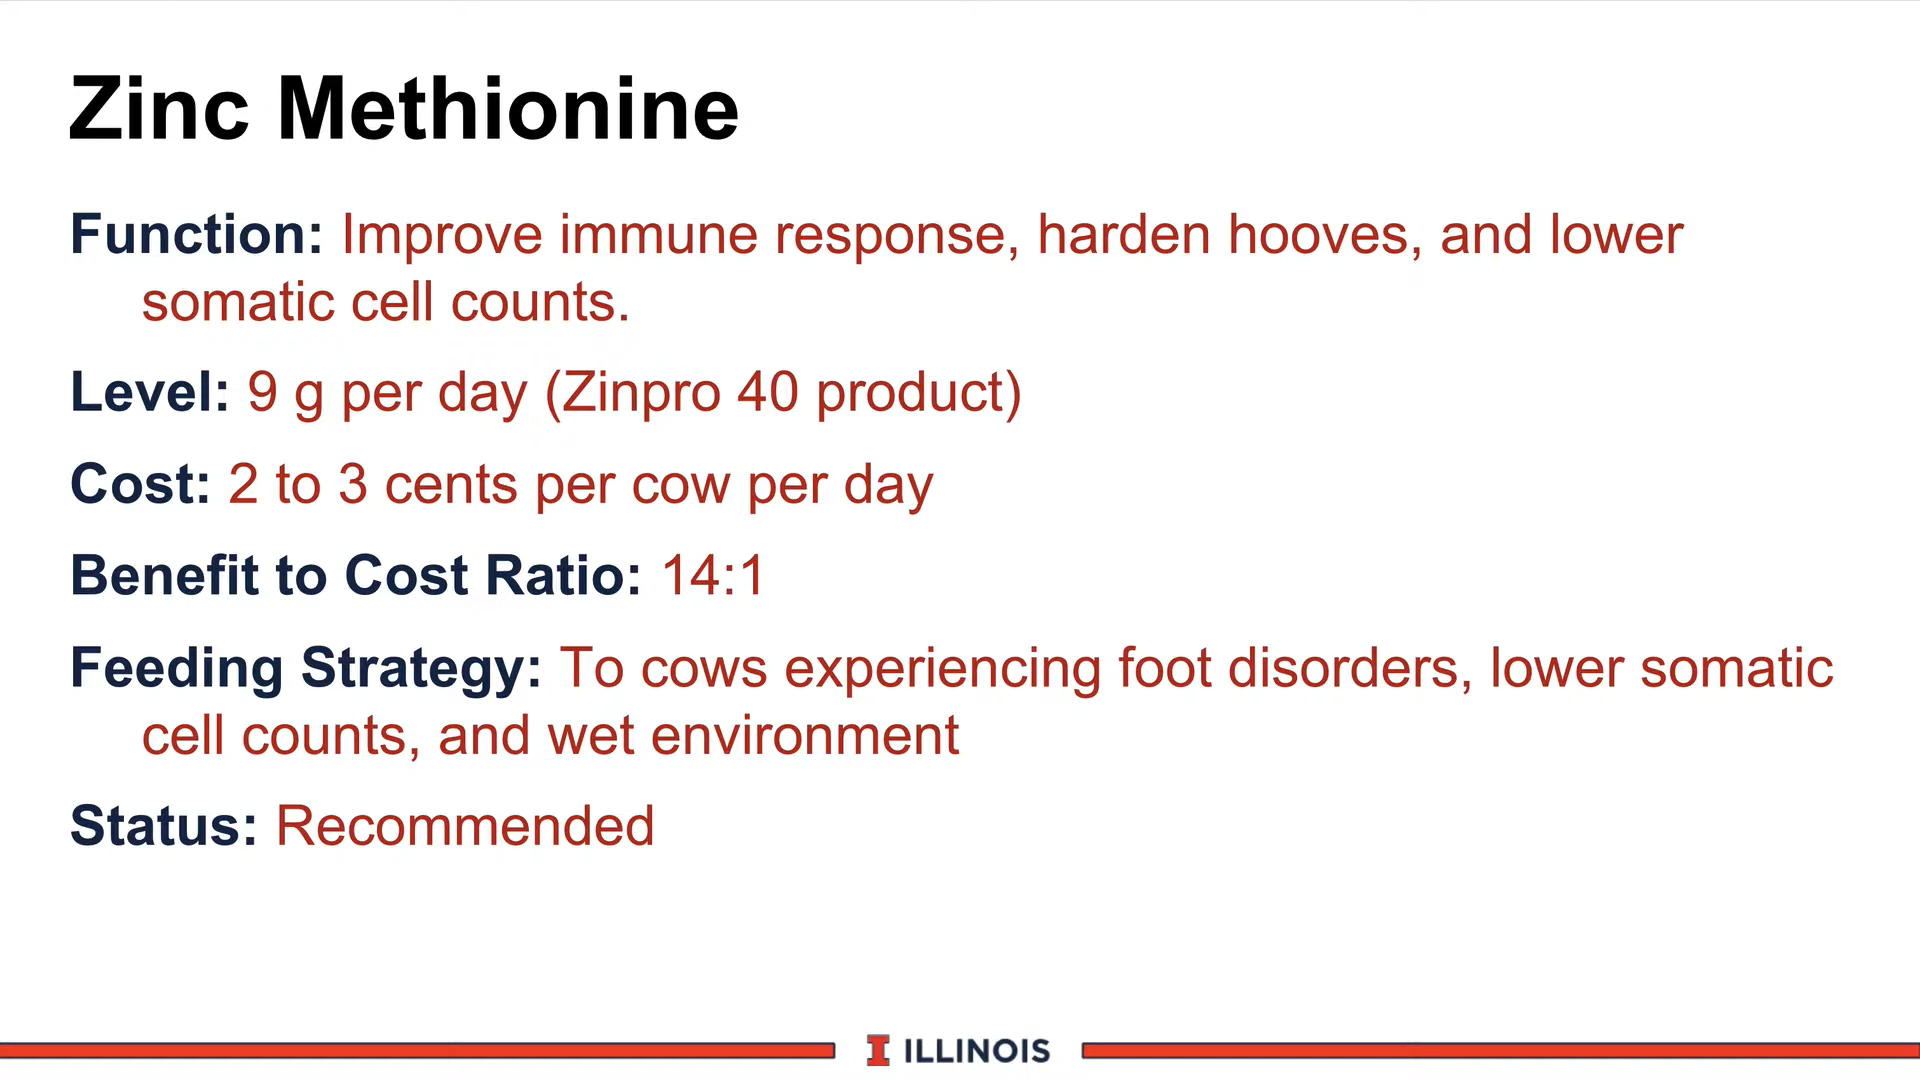 Zinc Methionine
Function: Improve immune response, harden hooves, and lower
somatic cell counts.
Level: 9 g per day (Zinpro 40 product)
Cost: 2 to 3 cents per cow per day
Benefit to Cost Ratio: 14:1
Feeding Strategy: To cows experiencing foot disorders, lower somatic
cell counts, and wet environment
Status: Recommended
I ILLINOIS